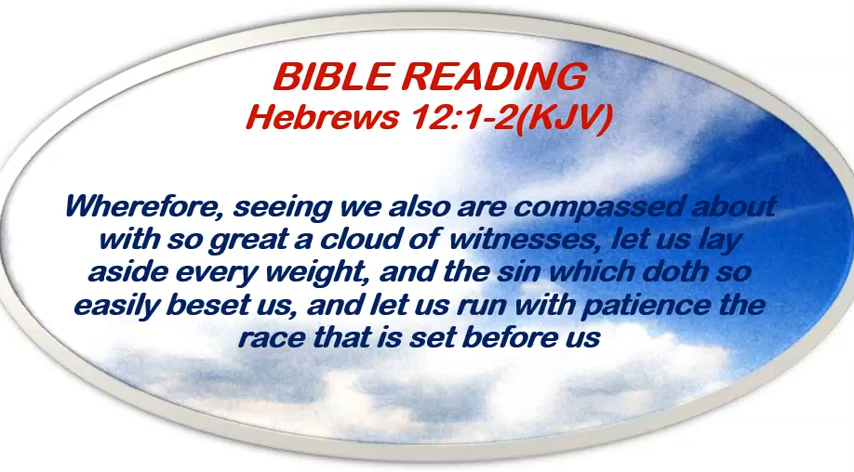 BIBLE READING
Hebrews 12:1-2(KJV)
Wherefore, seeing we also are compassed about
with so great a cloud of witnesses, let us lay
aside every weight, and the sin which doth so
easily beset us, and let us run with patience the
race that is set before us